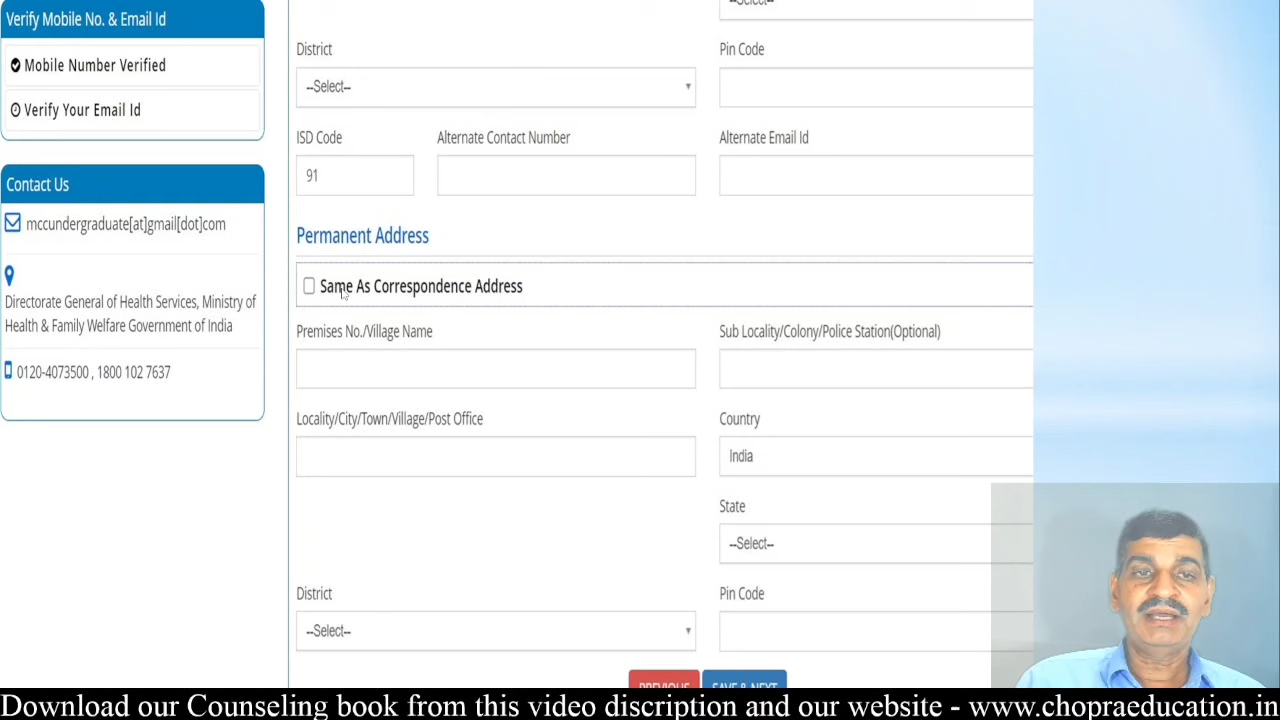 Verify Mobile No. & Email Id
Mobile Number Verified
Verify Your Email Id
Contact Us
mccundergraduate[at]gmail[dot]com
Directorate General of Health Services, Ministry of
Health & Family Welfare Government of India
0120-4073500 , 1800 102 7637
--Select--
District
Pin Code
--Select--
ISD Code
Alternate Contact Number
Alternate Email Id
91
Permanent Address
Same As Correspondence Address
Premises No./Village Name
Sub Locality/Colony/Police Station(Optional)
Locality/City/Town/Village/Post Office
Country
India
State
--Select--
District
Pin Code
--Select--
PREVIOUS
SAVE & NEXT
Download our Counseling book from this video discription and our website - www.chopraeducation.in